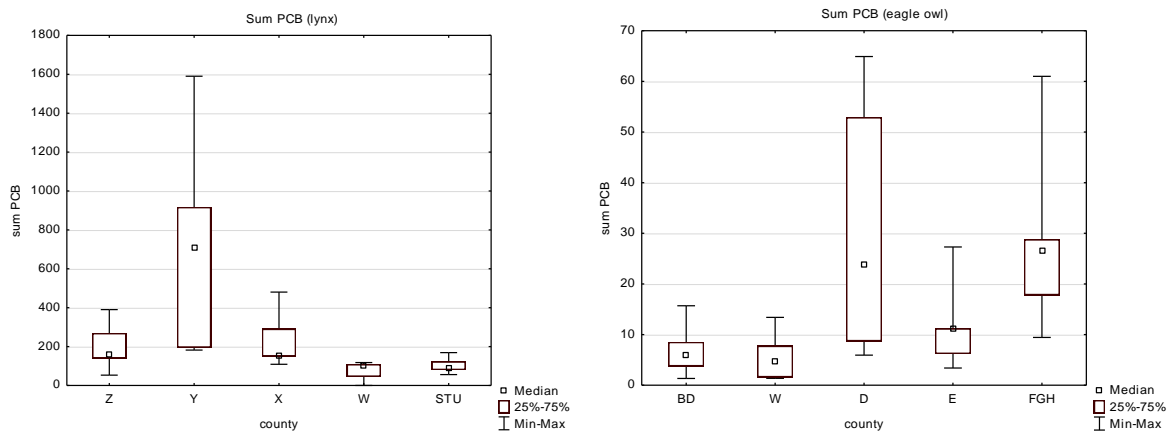 Sum PCB (lynx)
1800
1600
1400
1200
1000
800
600
400
200
0
sum PCB
Z Y X W STU
county
Median
25%-75%
Min-Max
Sum PCB (eagle owl)
70
60
50
40
30
20
10
0
sum PCB
BD W D E FGH
county
Median
25%-75%
Min-Max